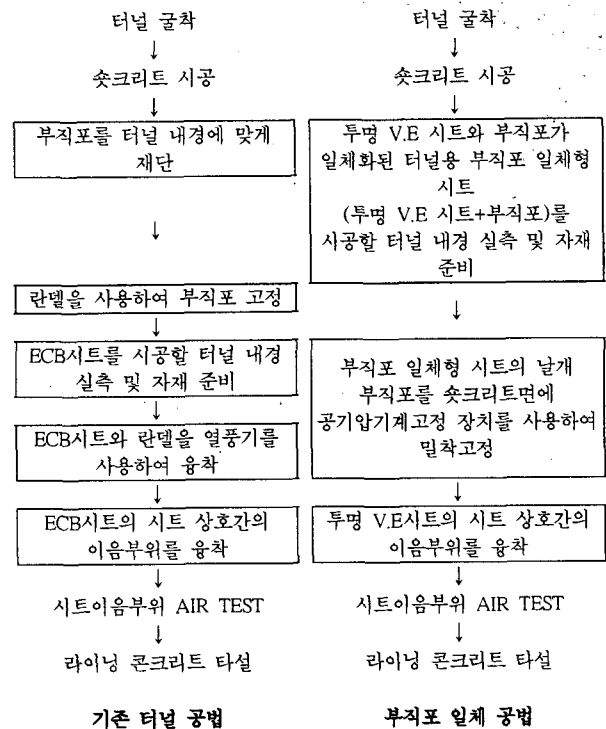 터널 굴착
↓
숏크리트 시공
↓
부직포를 터널 내경에 맞게
재단
↓
란델을 사용하여 부직포 고정
↓
ECB시트를 시공할 터널 내경
실측 및 자재 준비
↓
ECB시트와 란델을 열풍기를
사용하여 융착
↓
ECB시트의 시트 상호간의
이음부위를 융착
↓
시트이음부위 AIR TEST
↓
라이닝 콘크리트 타설
기존 터널 공법
터널 굴착
↓
숏크리트 시공
↓
투명 V.E 시트와 부직포가
일체화된 터널용 부직포 일체형
시트
(투명 V.E 시트+부직포)를
시공할 터널 내경 실측 및 자재
준비
↓
부직포 일체형 시트의 날개
부직포를 숏크리트면에
공기압기계고정 장치를 사용하여
밀착고정
↓
투명 V.E시트의 시트 상호간의
이음부위를 융착
↓
시트이음부위 AIR TEST
↓
라이닝 콘크리트 타설
부직포 일체 공법